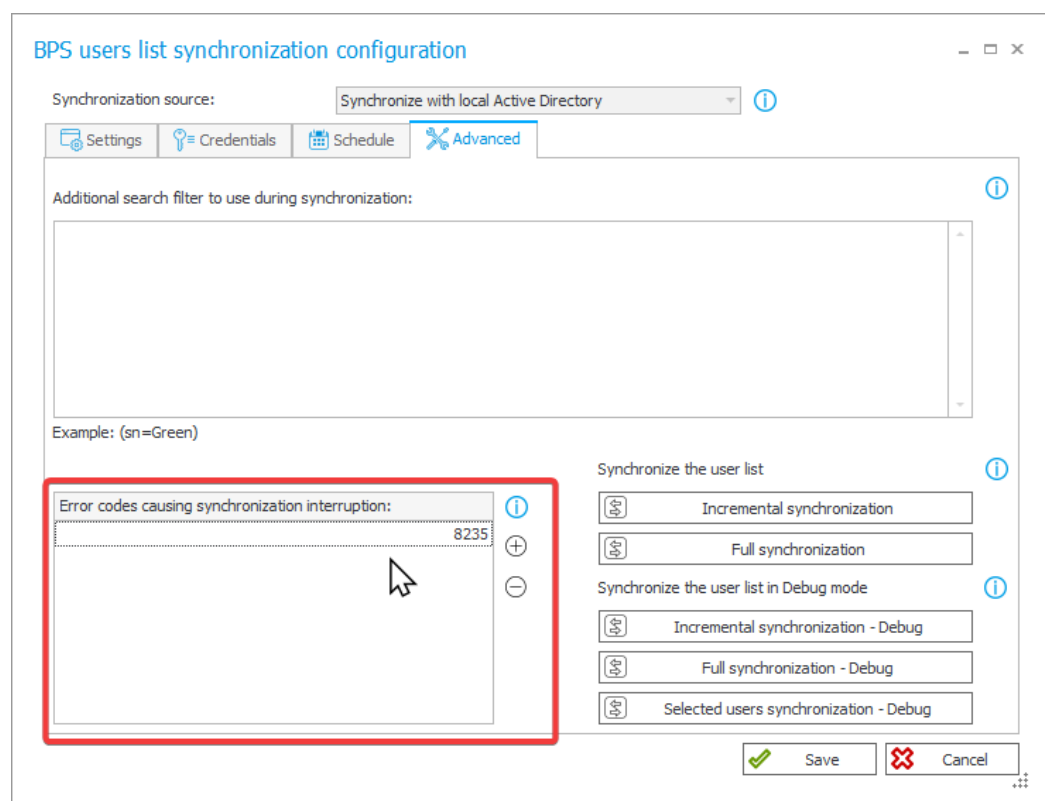 BPS users list synchronization configuration
Synchronization source: Synchronize with local Active Directory
Settings Credentials Schedule Advanced
Additional search filter to use during synchronization:
Example: (sn=Green)
Synchronize the user list
Error codes causing synchronization interruption:
8235
Incremental synchronization
Full synchronization
Synchronize the user list in Debug mode
Incremental synchronization - Debug
Full synchronization - Debug
Selected users synchronization - Debug
Save Cancel